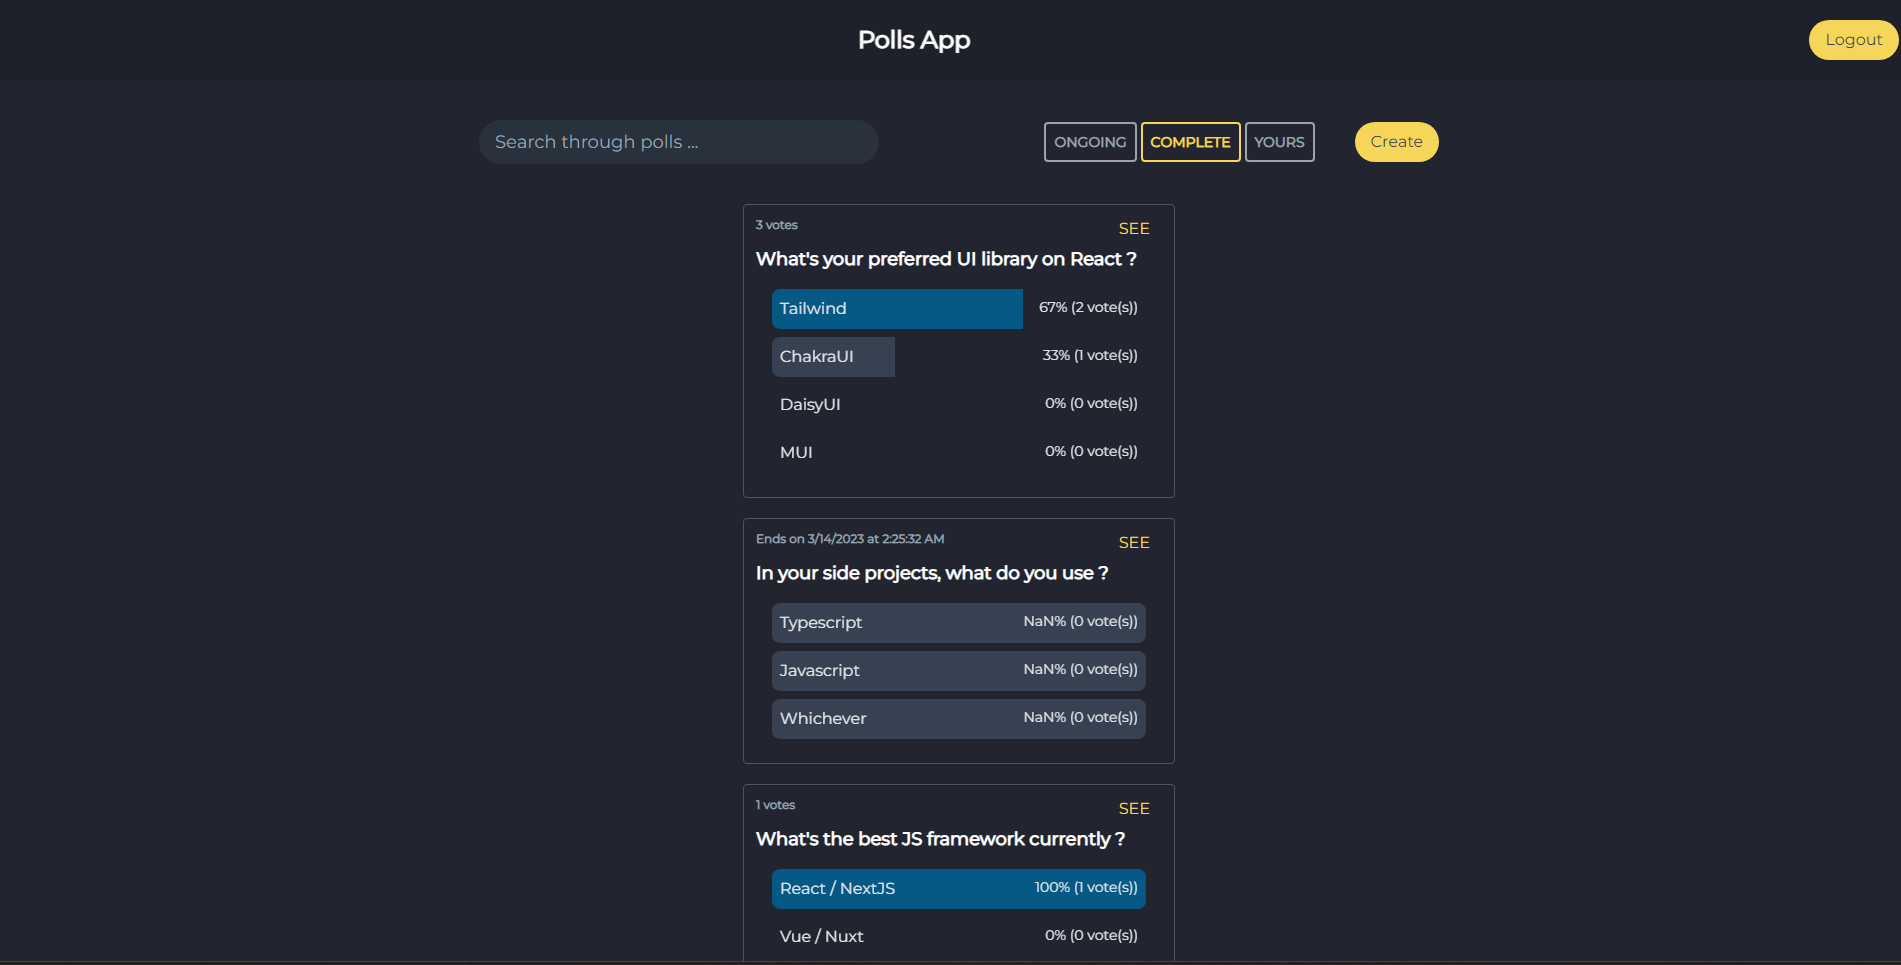 Polls App
Logout
Search through polls ...
ONGOING COMPLETE YOURS Create
3 votes SEE
What's your preferred UI library on React ?
Tailwind 67% (2 vote(s))
ChakraUI 33% (1 vote(s))
DaisyUI 0% (0 vote(s))
MUI 0% (0 vote(s))
Ends on 3/14/2023 at 2:25:32 AM SEE
In your side projects, what do you use ?
Typescript NaN% (0 vote(s))
Javascript NaN% (0 vote(s))
Whichever NaN% (0 vote(s))
1 votes SEE
What's the best JS framework currently ?
React / NextJS 100% (1 vote(s))
Vue / Nuxt 0% (0 vote(s))